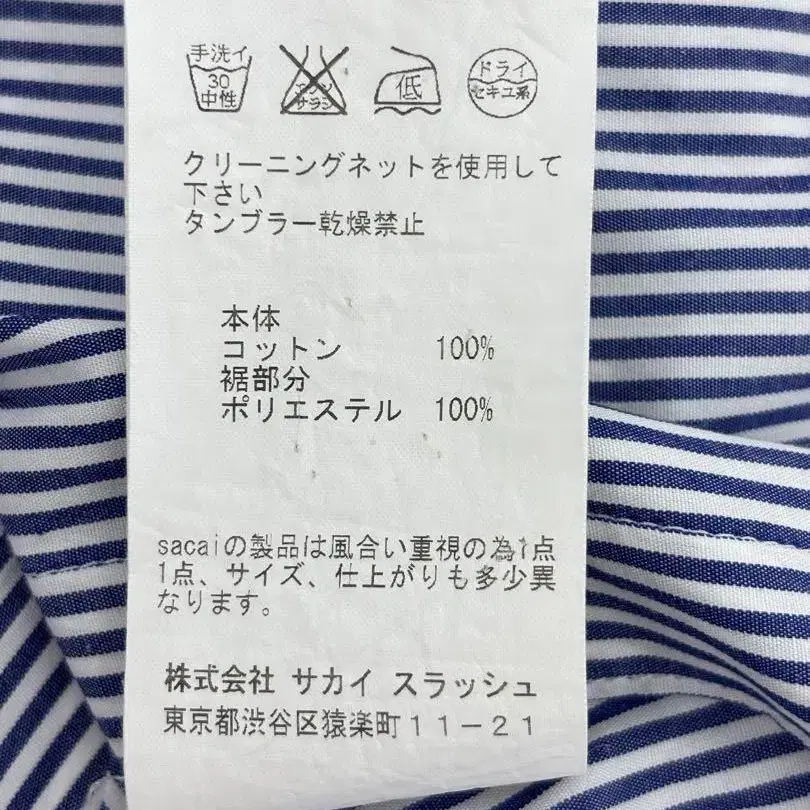 手洗イ
30
中性
エンソ
サラシ
低
ドライ
セキユ系
クリーニングネットを使用して
下さい
タンブラー乾燥禁止
本体
コットン 100%
裾部分
ポリエステル 100%
sacaiの製品は風合い重視の為1点
1点、サイズ、仕上がりも多少異
なります。
株式会社 サカイ スラッシュ
東京都渋谷区猿楽町11−21